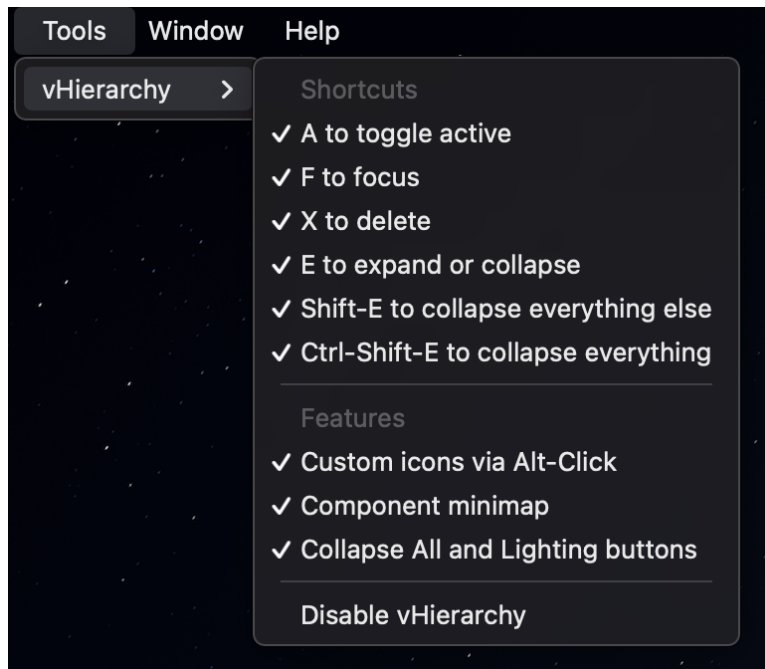 Tools Window Help
vHierarchy
Shortcuts
A to toggle active
F to focus
X to delete
E to expand or collapse
Shift-E to collapse everything else
Ctrl-Shift-E to collapse everything
Features
Custom icons via Alt-Click
Component minimap
Collapse All and Lighting buttons
Disable vHierarchy